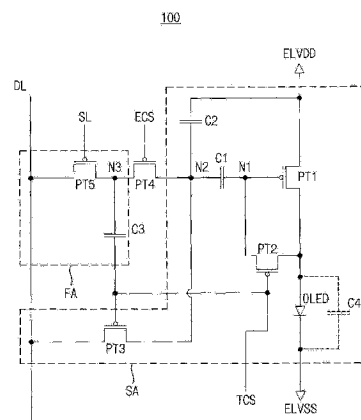 100
ELVDD
DL
SL
ECS
C2
N3
N2
C1
N1
PT5
PT4
PT1
C3
PT2
FA
OLED
C4
PT3
SA
TCS
ELVSS